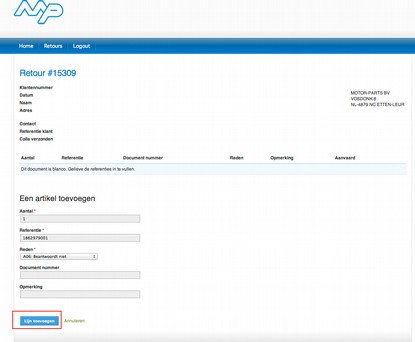 MP
Home Retours Logout
Retour #15309
Klantennummer
Datum
Naam
Adres
MOTOR-PARTS BV
VOSDONK 8
NL-4879 NC ETTEN-LEUR
Contact
Referentie klant
Collis verzonden
Aantal Referentie Document nummer Reden Opmerking Aanvaard
Dit document is blanco. Gelieve de referenties in te vullen.
Een artikel toevoegen
Aantal *
1
Referentie *
1862979001
Reden *
A06: Beantwoordt niet
Document nummer
Opmerking
Lijn toevoegen Annuleren